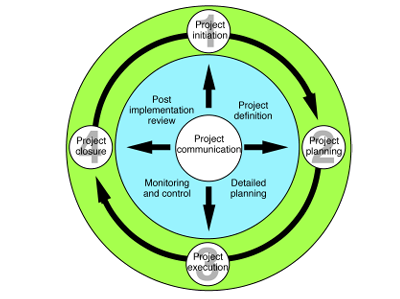 1
Project
initiation
Post
implementation
review
Project
definition
4
Project
closure
Project
communication
2
Project
planning
Monitoring
and control
Detailed
planning
3
Project
execution